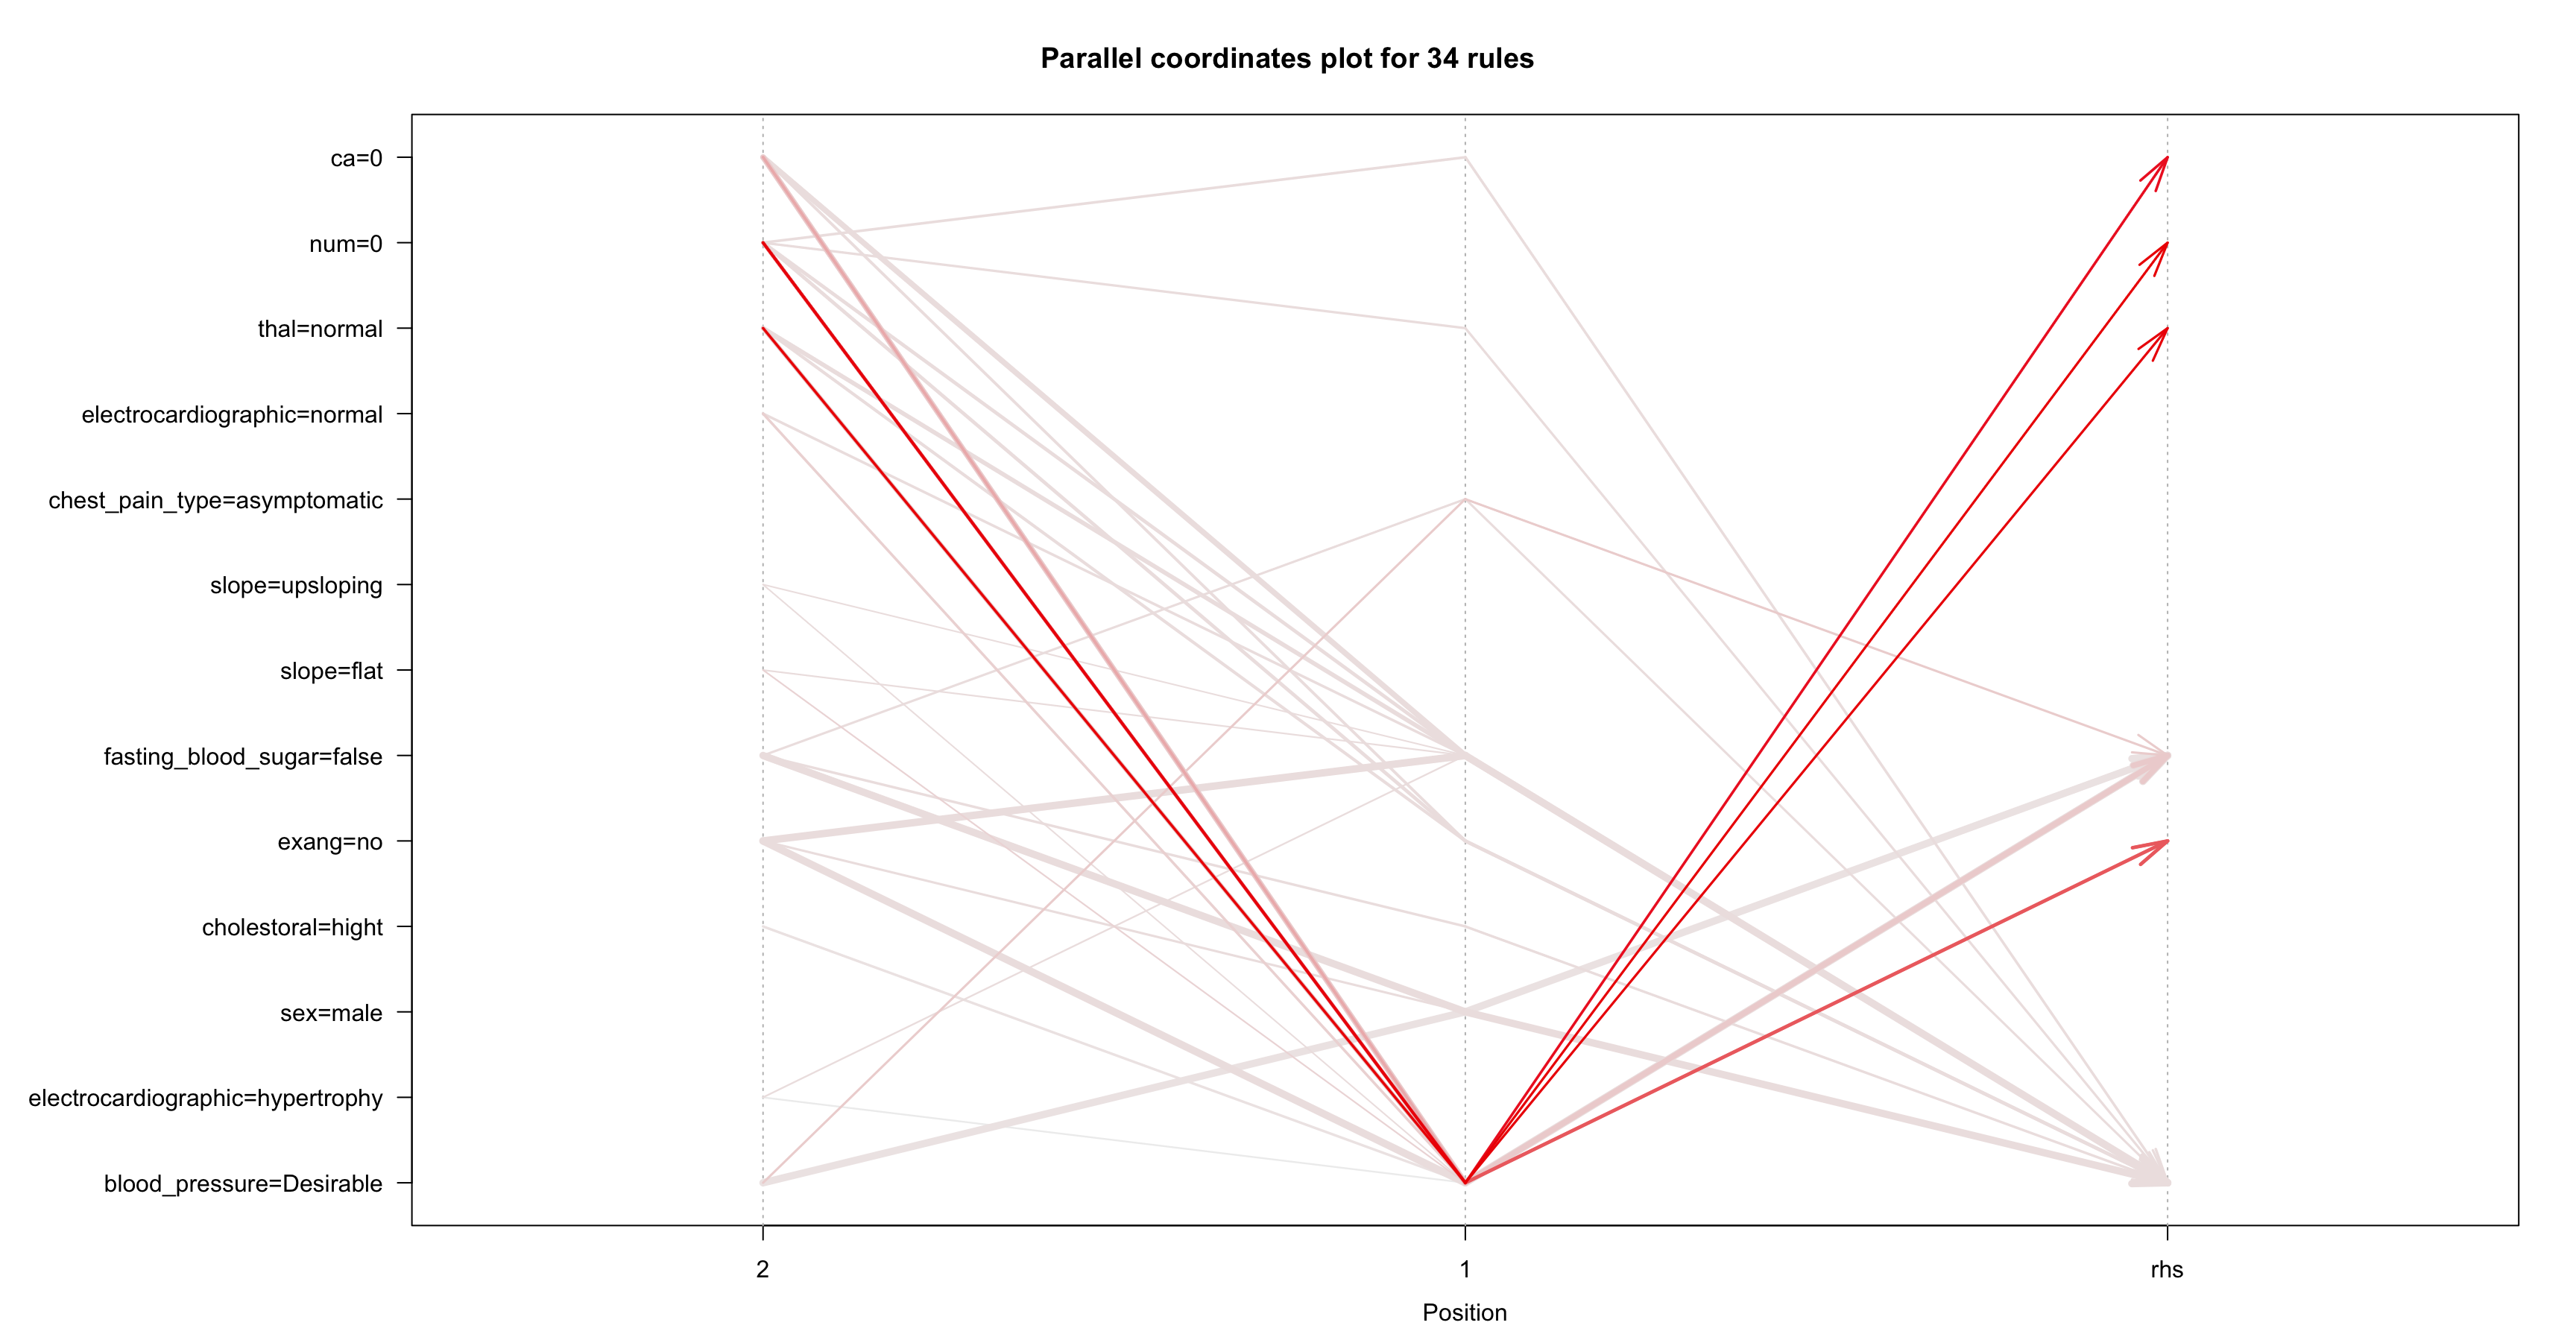 Parallel coordinates plot for 34 rules
ca=0
num=0
thal=normal
electrocardiographic=normal
chest_pain_type=asymptomatic
slope=upsloping
slope=flat
fasting_blood_sugar=false
exang=no
cholestoral=hight
sex=male
electrocardiographic=hypertrophy
blood_pressure=Desirable
2 1 rhs
Position